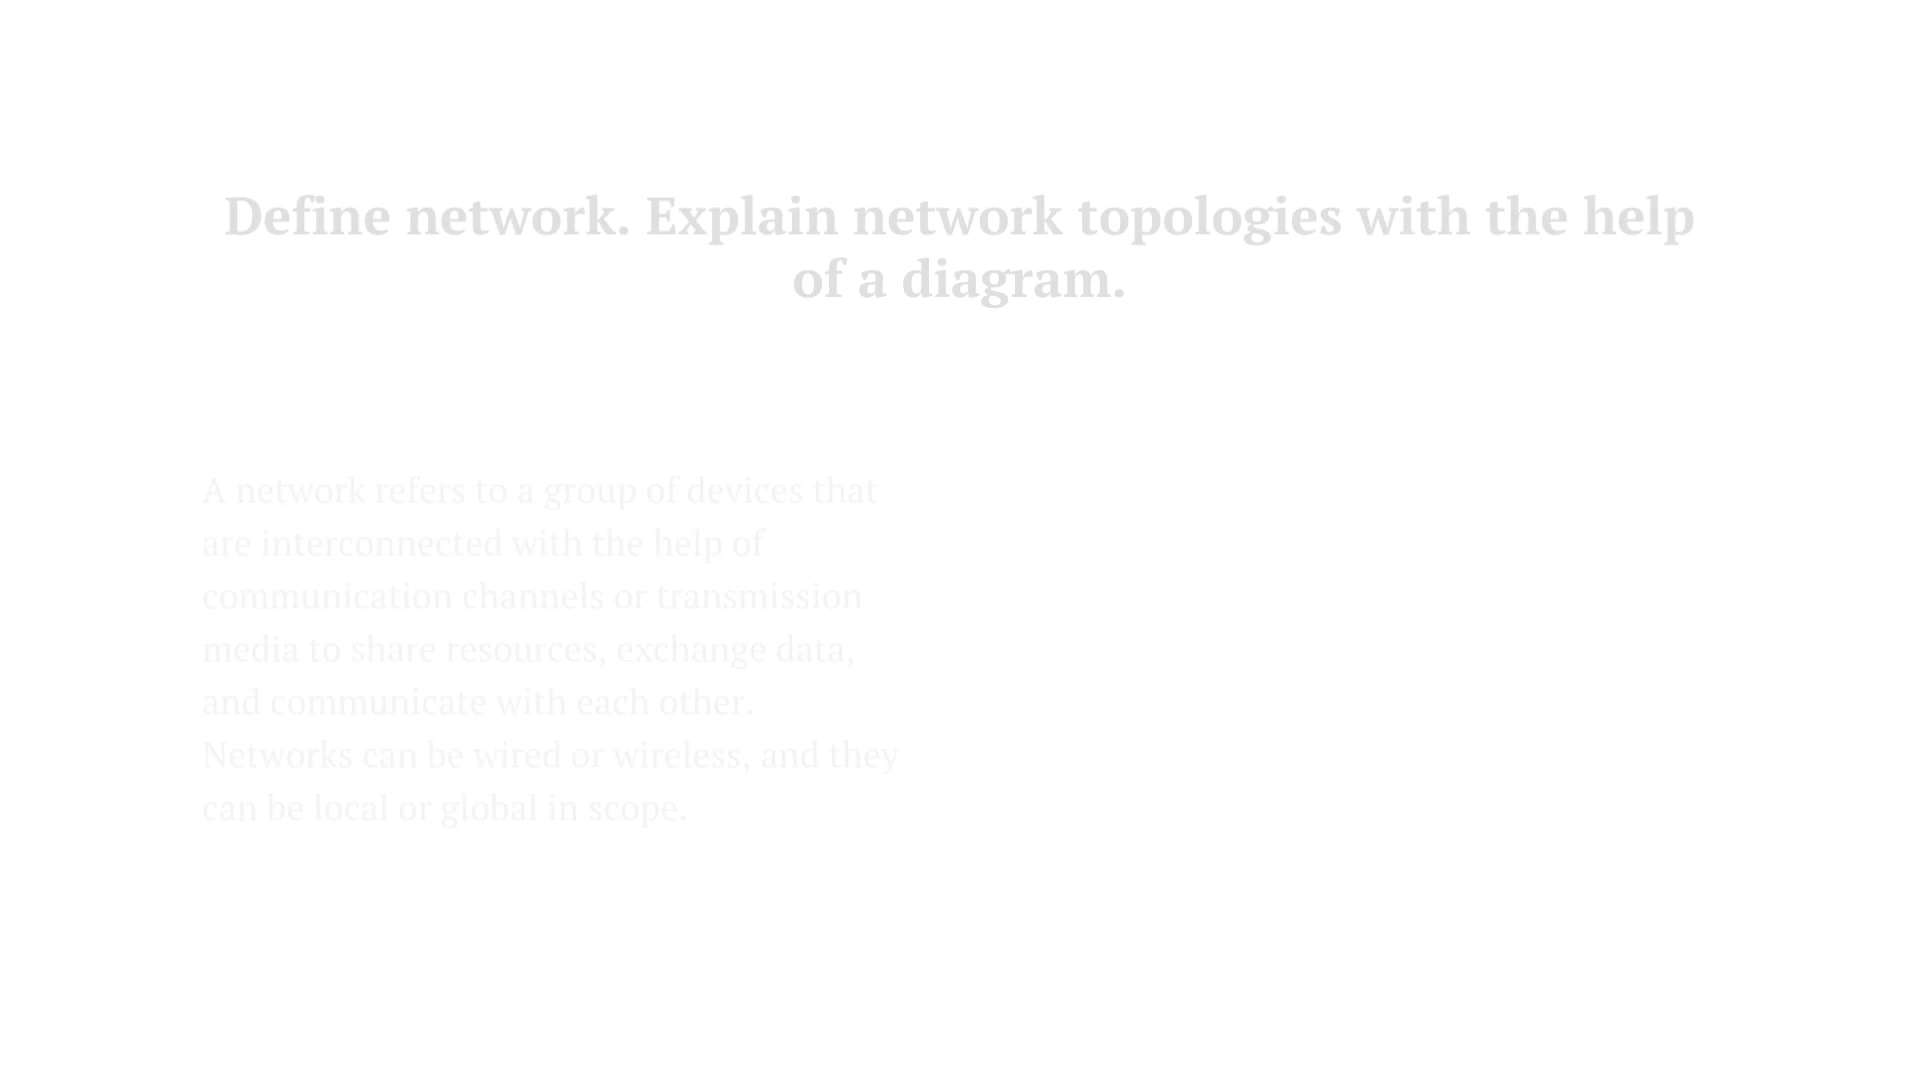 Define network. Explain network topologies with the help
of a diagram.
A network refers to a group of devices that
are interconnected with the help of
communication channels or transmission
media to share resources, exchange data,
and communicate with each other.
Networks can be wired or wireless, and they
can be local or global in scope.